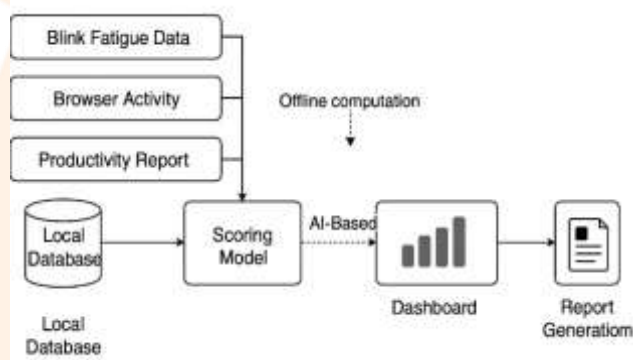 Blink Fatigue Data
Browser Activity
Offline computation
Productivity Report
Local
Database
Scoring
Model
AI-Based
Dashboard
Report
Generatiom
Local
Database